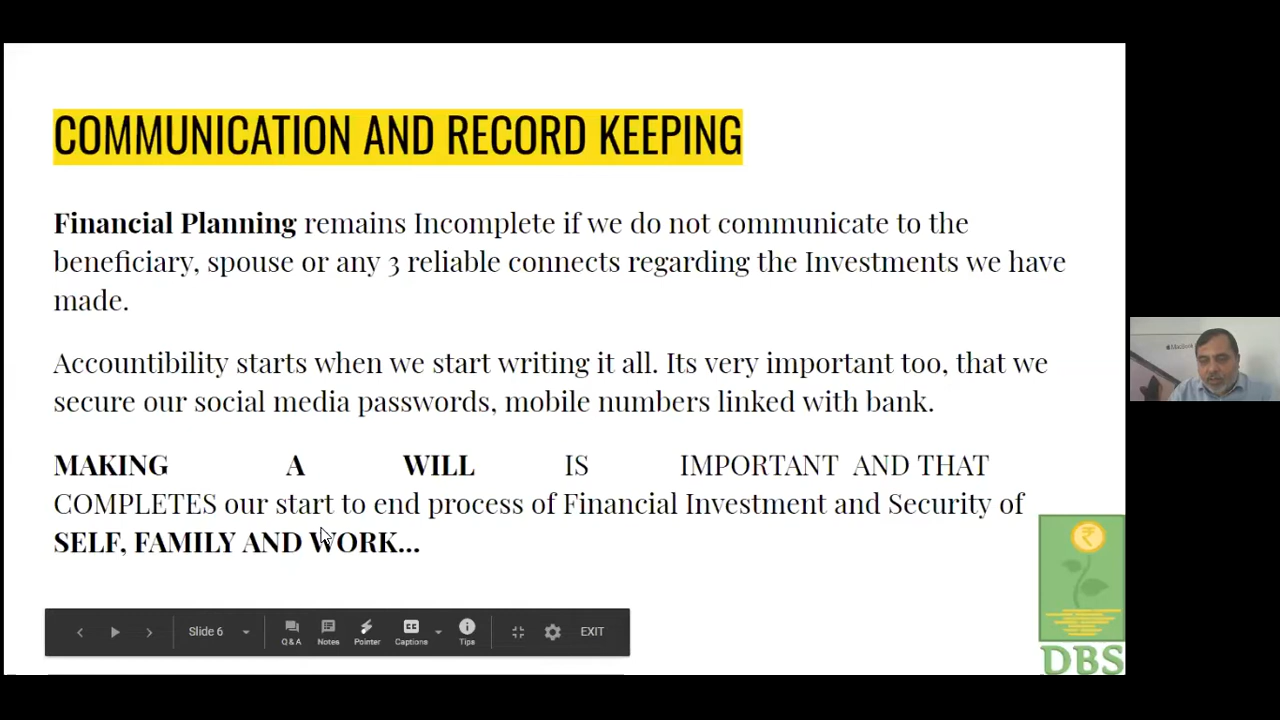 COMMUNICATION AND RECORD KEEPING
Financial Planning remains Incomplete if we do not communicate to the
beneficiary, spouse or any 3 reliable connects regarding the Investments we have
made.
Accountibility starts when we start writing it all. Its very important too, that we
secure our social media passwords, mobile numbers linked with bank.
MAKING A WILL IS IMPORTANT AND THAT
COMPLETES our start to end process of Financial Investment and Security of
SELF, FAMILY AND WORK...
Slide 6
Q & A
Notes
Pointer
CC
Captions
Tips
EXIT
₹
DBS
MacBook